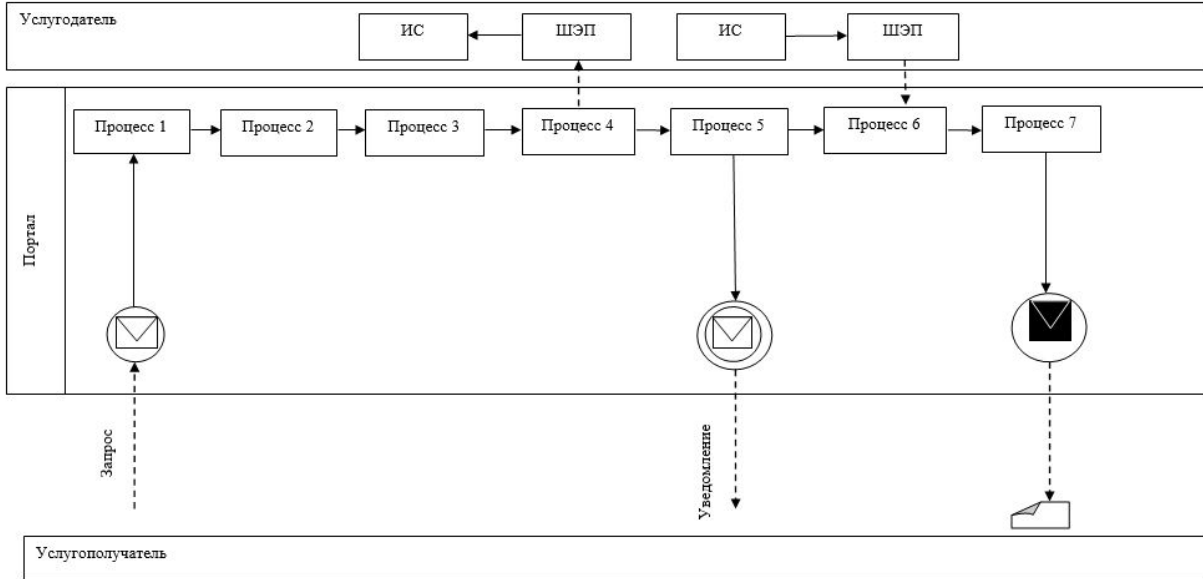 Услугодатель
ИС
ШЭП
ИС
ШЭП
Портал
Процесс 1
Процесс 2
Процесс 3
Процесс 4
Процесс 5
Процесс 6
Процесс 7
Запрос
Уведомление
Услугополучатель